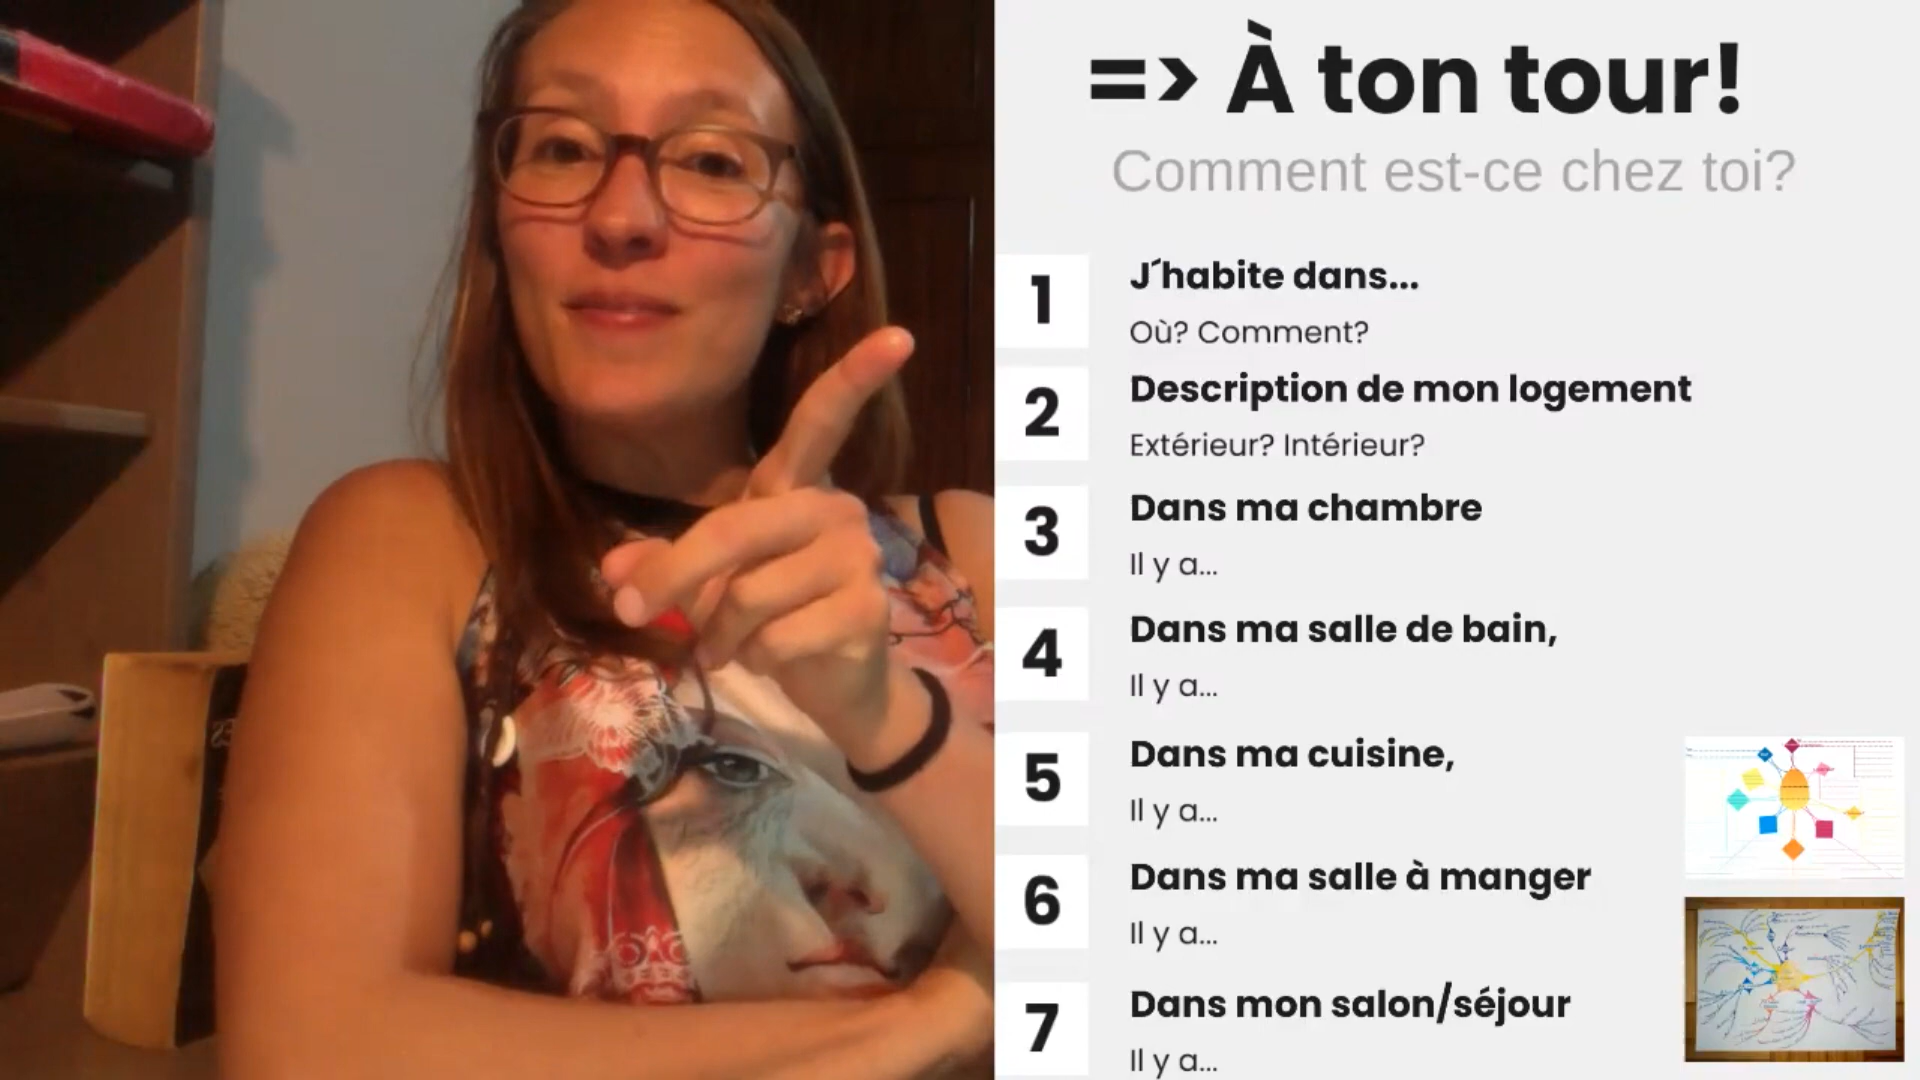 => À ton tour!
Comment est-ce chez toi?
1
J´habite dans...
Où? Comment?
2
Description de mon logement
Extérieur? Intérieur?
3
Dans ma chambre
Il y a...
4
Dans ma salle de bain,
Il y a...
5
Dans ma cuisine,
Il y a...
6
Dans ma salle à manger
Il y a...
7
Dans mon salon/séjour
Il y a...